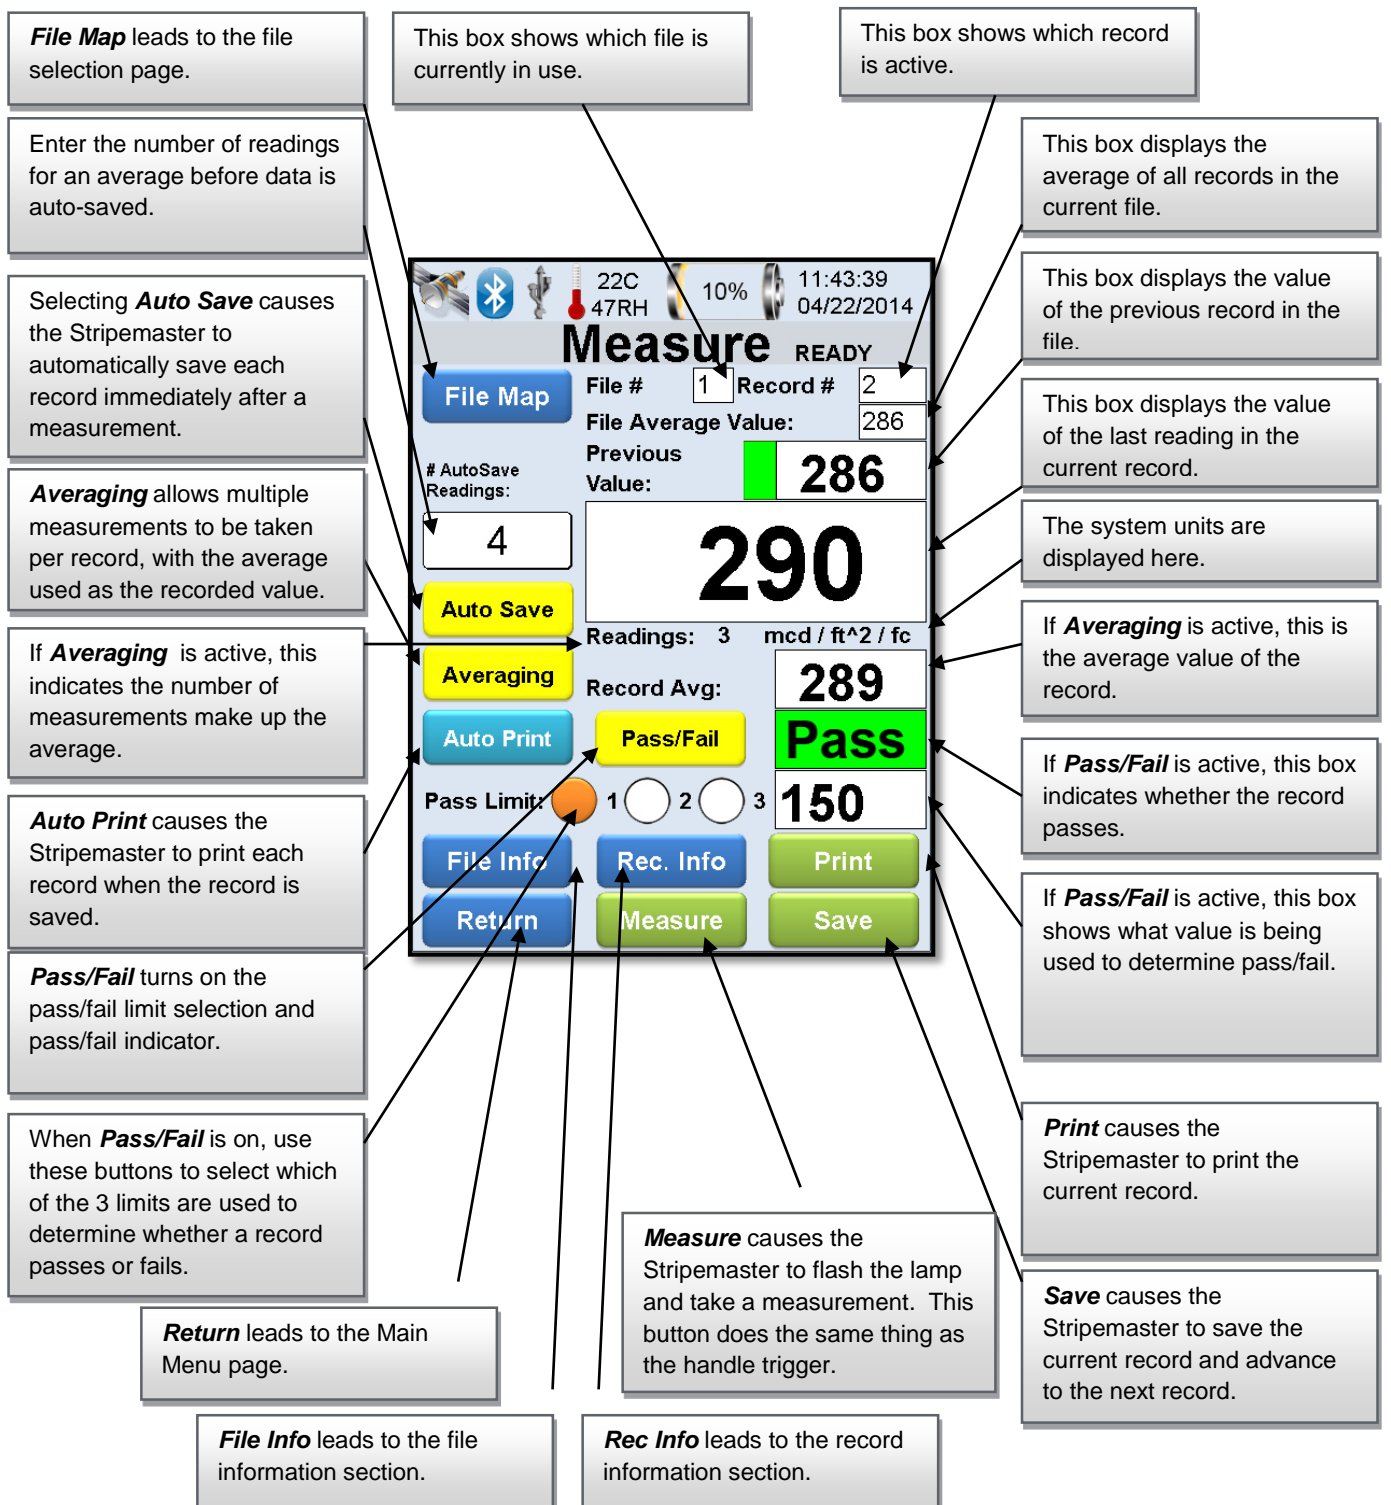 File Map leads to the file
selection page.
This box shows which file is
currently in use.
This box shows which record
is active.
Enter the number of readings
for an average before data is
auto-saved.
This box displays the
average of all records in the
current file.
Selecting Auto Save causes
the Stripemaster to
automatically save each
record immediately after a
measurement.
This box displays the value
of the previous record in the
file.
Averaging allows multiple
measurements to be taken
per record, with the average
used as the recorded value.
This box displays the value
of the last reading in the
current record.
The system units are
displayed here.
If Averaging is active, this
indicates the number of
measurements make up the
average.
If Averaging is active, this is
the average value of the
record.
Auto Print causes the
Stripemaster to print each
record when the record is
saved.
If Pass/Fail is active, this box
indicates whether the record
passes.
Pass/Fail turns on the
pass/fail limit selection and
pass/fail indicator.
If Pass/Fail is active, this box
shows what value is being
used to determine pass/fail.
When Pass/Fail is on, use
these buttons to select which
of the 3 limits are used to
determine whether a record
passes or fails.
Print causes the
Stripemaster to print the
current record.
Measure causes the
Stripemaster to flash the lamp
and take a measurement.  This
button does the same thing as
the handle trigger.
Save causes the
Stripemaster to save the
current record and advance
to the next record.
Return leads to the Main
Menu page.
File Info leads to the file
information section.
Rec Info leads to the record
information section.
22C
47RH
10%
11:43:39
04/22/2014
Measure READY
File Map
File # 1 Record # 2
File Average Value: 286
Previous
Value: 286
# AutoSave
Readings:
4
290
Auto Save
Readings: 3 mcd / ft^2 / fc
Averaging
Record Avg: 289
Auto Print Pass/Fail Pass
Pass Limit: 1 2 3 150
File Info Rec. Info Print
Return Measure Save